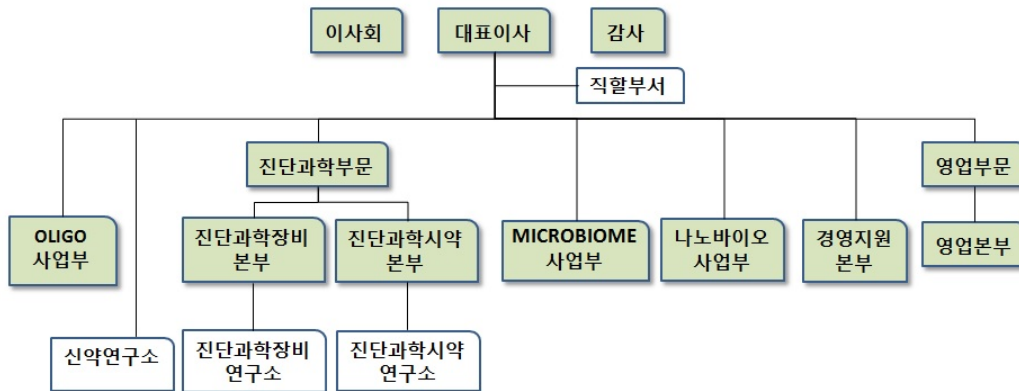 이사회
대표이사
감사
직할부서
진단과학부문
영업부문
OLIGO
사업부
진단과학장비
본부
진단과학시약
본부
MICROBIOME
사업부
나노바이오
사업부
경영지원
본부
영업본부
신약연구소
진단과학장비
연구소
진단과학시약
연구소